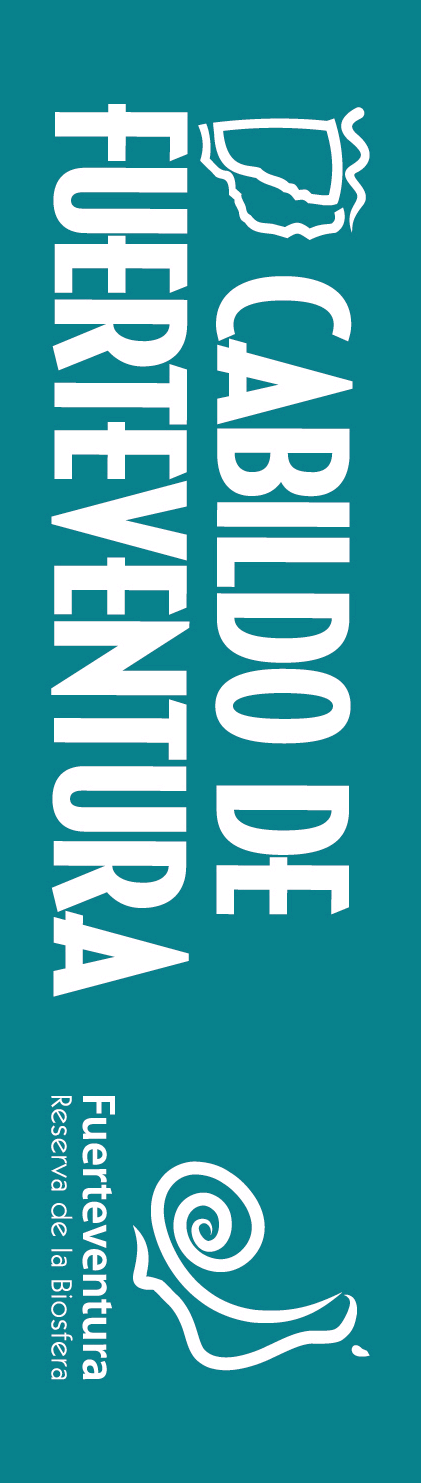 CABILDO DE
FUERTEVENTURA
Fuerteventura
Reserva de la Biosfera